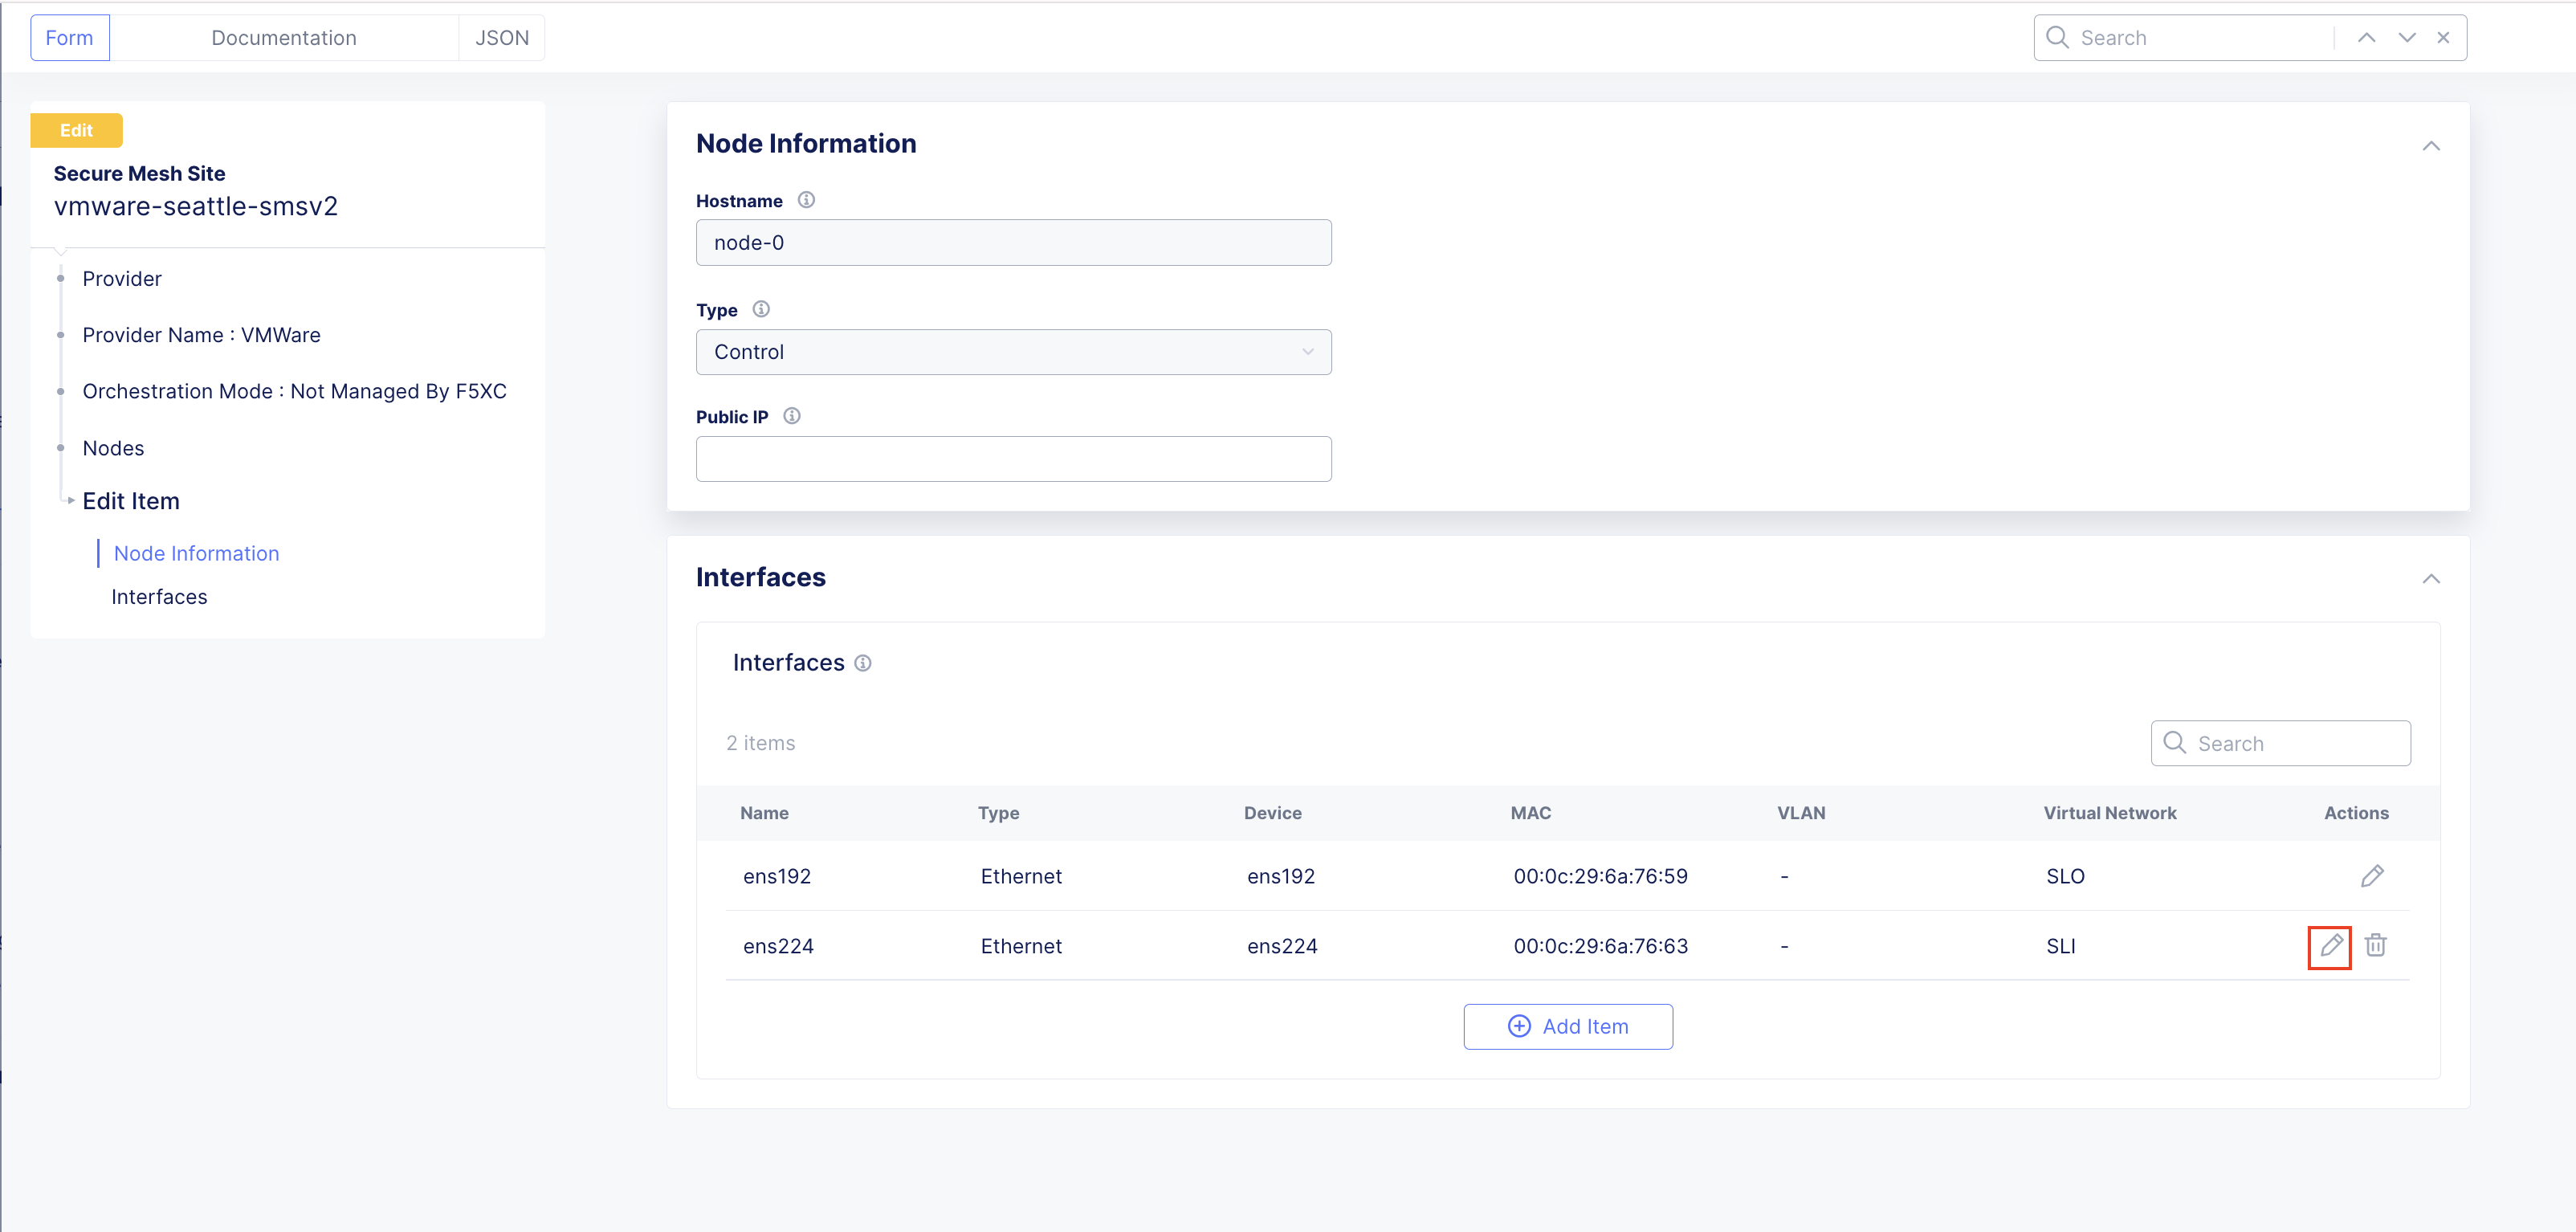 Form Documentation JSON Search
Edit
Secure Mesh Site
vmware-seattle-smsv2
Provider
Provider Name : VMWare
Orchestration Mode : Not Managed By F5XC
Nodes
Edit Item
Node Information
Interfaces
Node Information
Hostname
node-0
Type
Control
Public IP
Interfaces
Interfaces
2 items Search
Name Type Device MAC VLAN Virtual Network Actions
ens192 Ethernet ens192 00:0c:29:6a:76:59 - SLO
ens224 Ethernet ens224 00:0c:29:6a:76:63 - SLI
Add Item